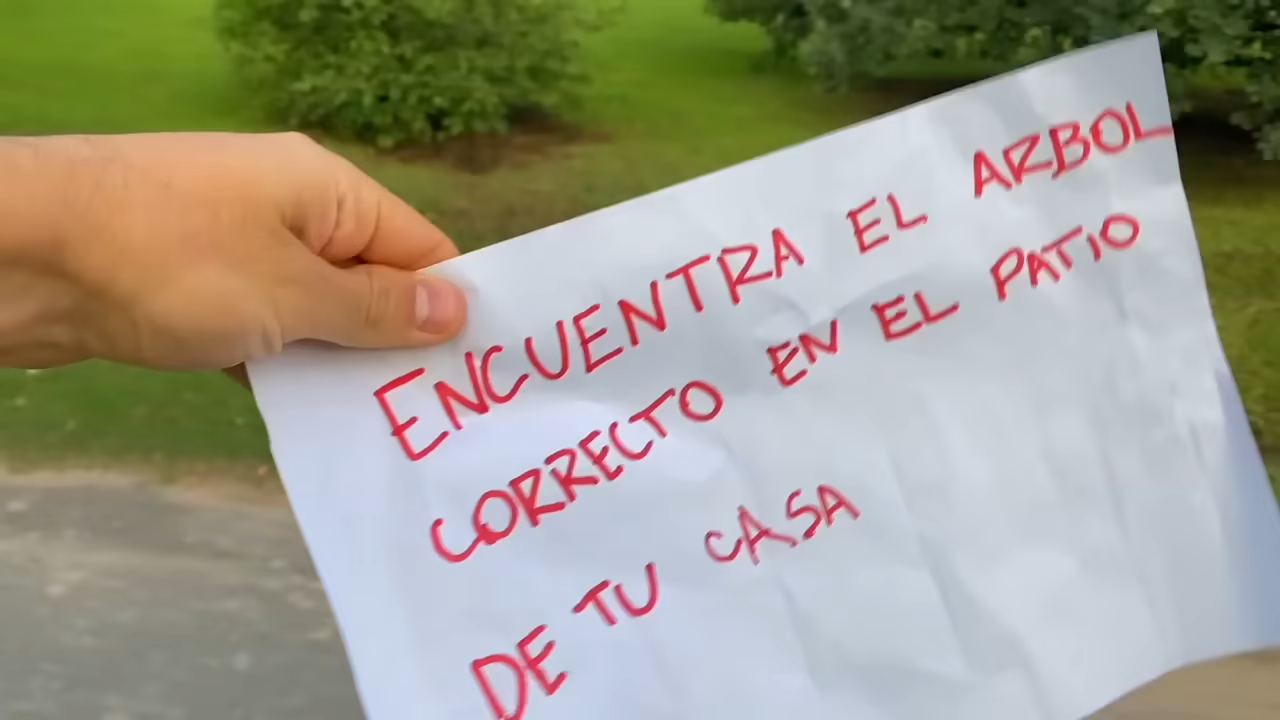 ENCUENTRA EL ARBOL
CORRECTO EN EL PATIO
DE TU CASA